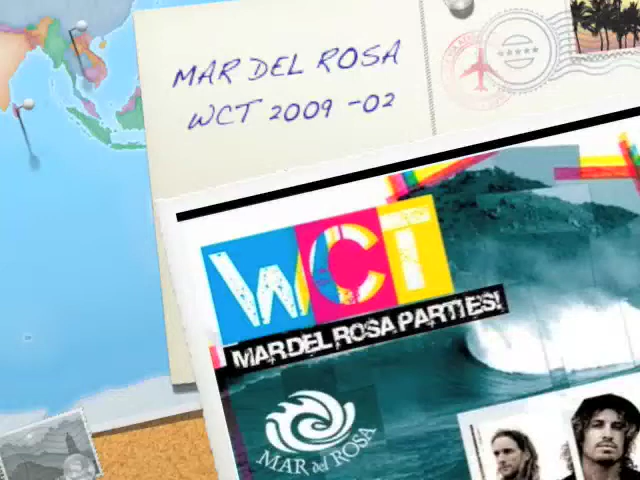 MAR DEL ROSA
WCT 2009 -02
WCT
MAR DEL ROSA PARTIES!
MAR del ROSA